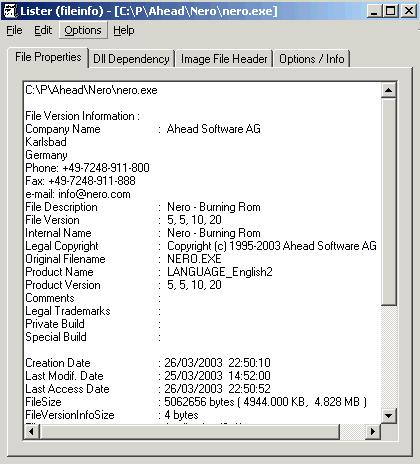 Lister (fileinfo) - [C:\P\Ahead\Nero\nero.exe]
File Edit Options Help
File Properties Dll Dependency Image File Header Options / Info
C:\P\Ahead\Nero\nero.exe
File Version Information :
Company Name : Ahead Software AG
Karlsbad
Germany
Phone: +49-7248-911-800
Fax: +49-7248-911-888
e-mail: info@nero.com
File Description : Nero - Burning Rom
File Version : 5, 5, 10, 20
Internal Name : Nero - Burning Rom
Legal Copyright : Copyright (c) 1995-2003 Ahead Software AG
Original Filename : NERO.EXE
Product Name : LANGUAGE_English2
Product Version : 5, 5, 10, 20
Comments :
Legal Trademarks :
Private Build :
Special Build :
Creation Date : 26/03/2003 22:50:10
Last Modif. Date : 25/03/2003 14:52:00
Last Access Date : 26/03/2003 22:50:52
FileSize : 5062656 bytes ( 4944.000 KB, 4.828 MB )
FileVersionInfoSize : 4 bytes